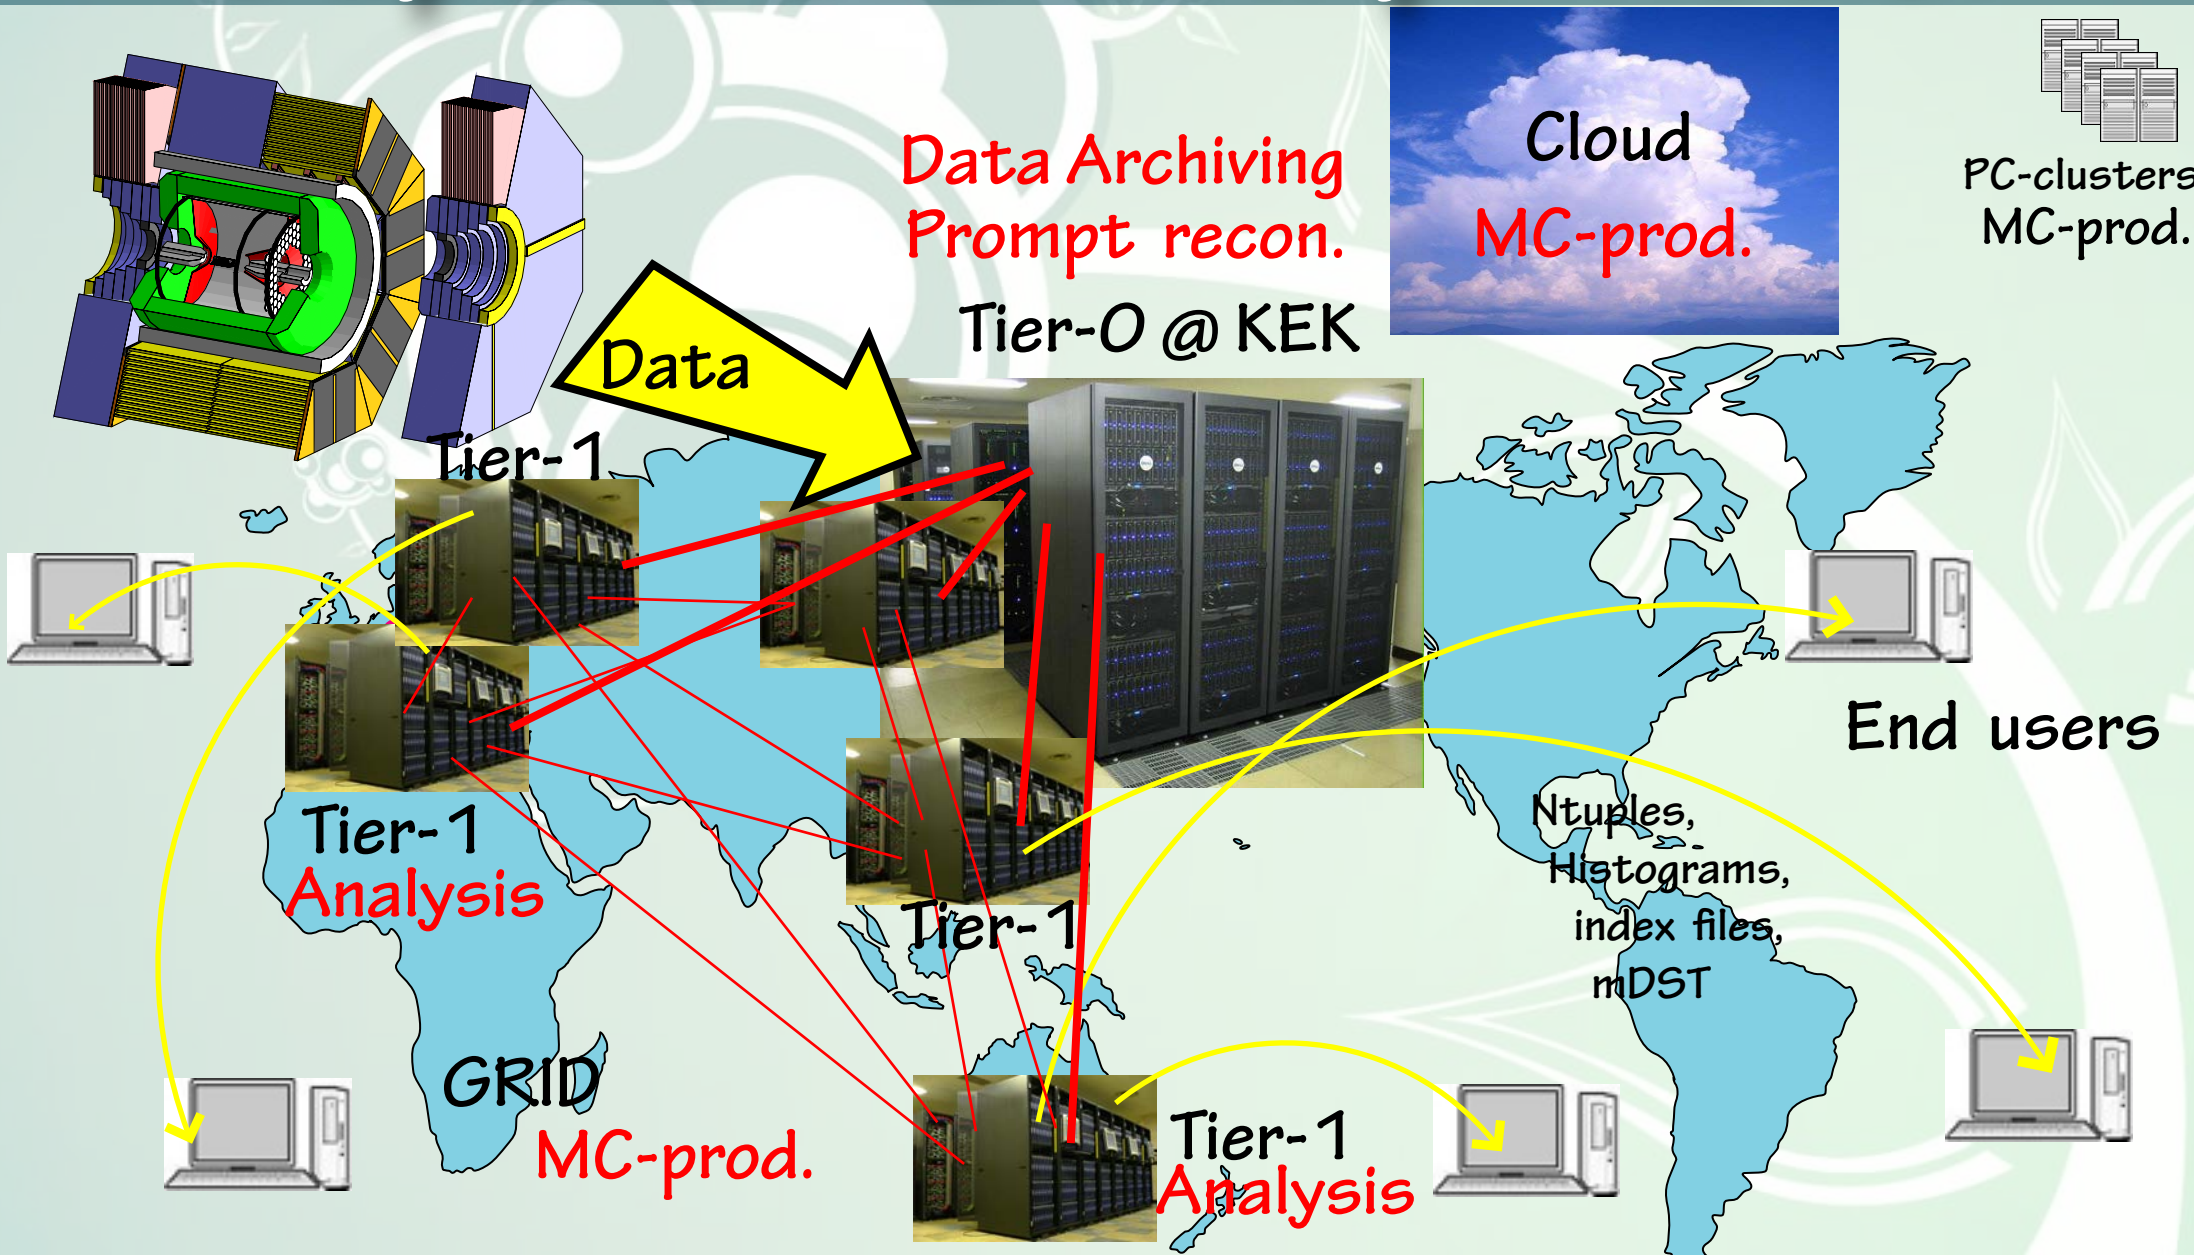 Cloud
MC-prod.
PC-clusters
MC-prod.
Data Archiving
Prompt recon.
Tier-0 @ KEK
Data
Tier-1
End users
Ntuples,
Histograms,
index files,
mDST
Tier-1
Analysis
Tier-1
GRID
MC-prod.
Tier-1
Analysis